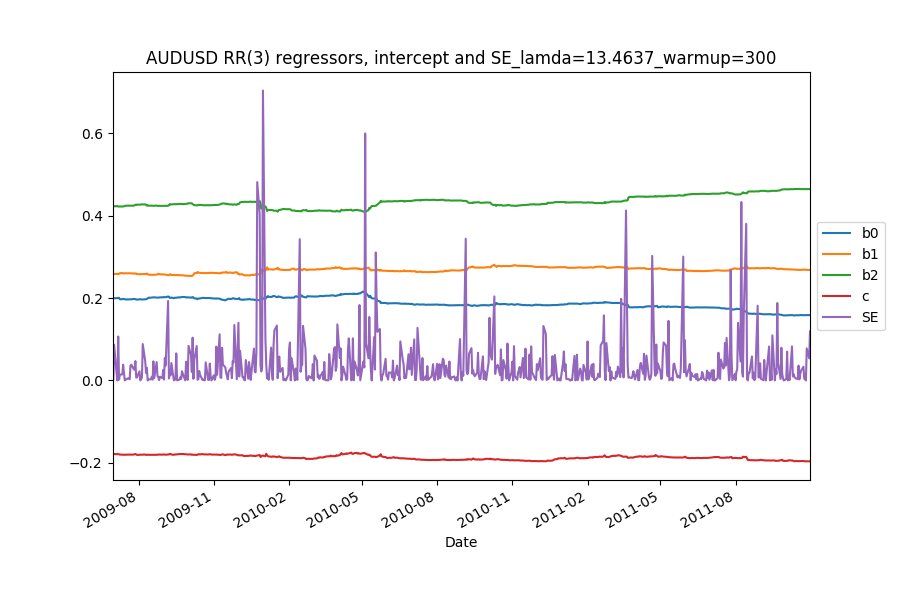 AUDUSD RR(3) regressors, intercept and SE_lamda=13.4637_warmup=300
0.6
0.4
0.2
0.0
−0.2
2009-08
2009-11
2010-02
2010-05
2010-08
2010-11
2011-02
2011-05
2011-08
Date
b0
b1
b2
c
SE